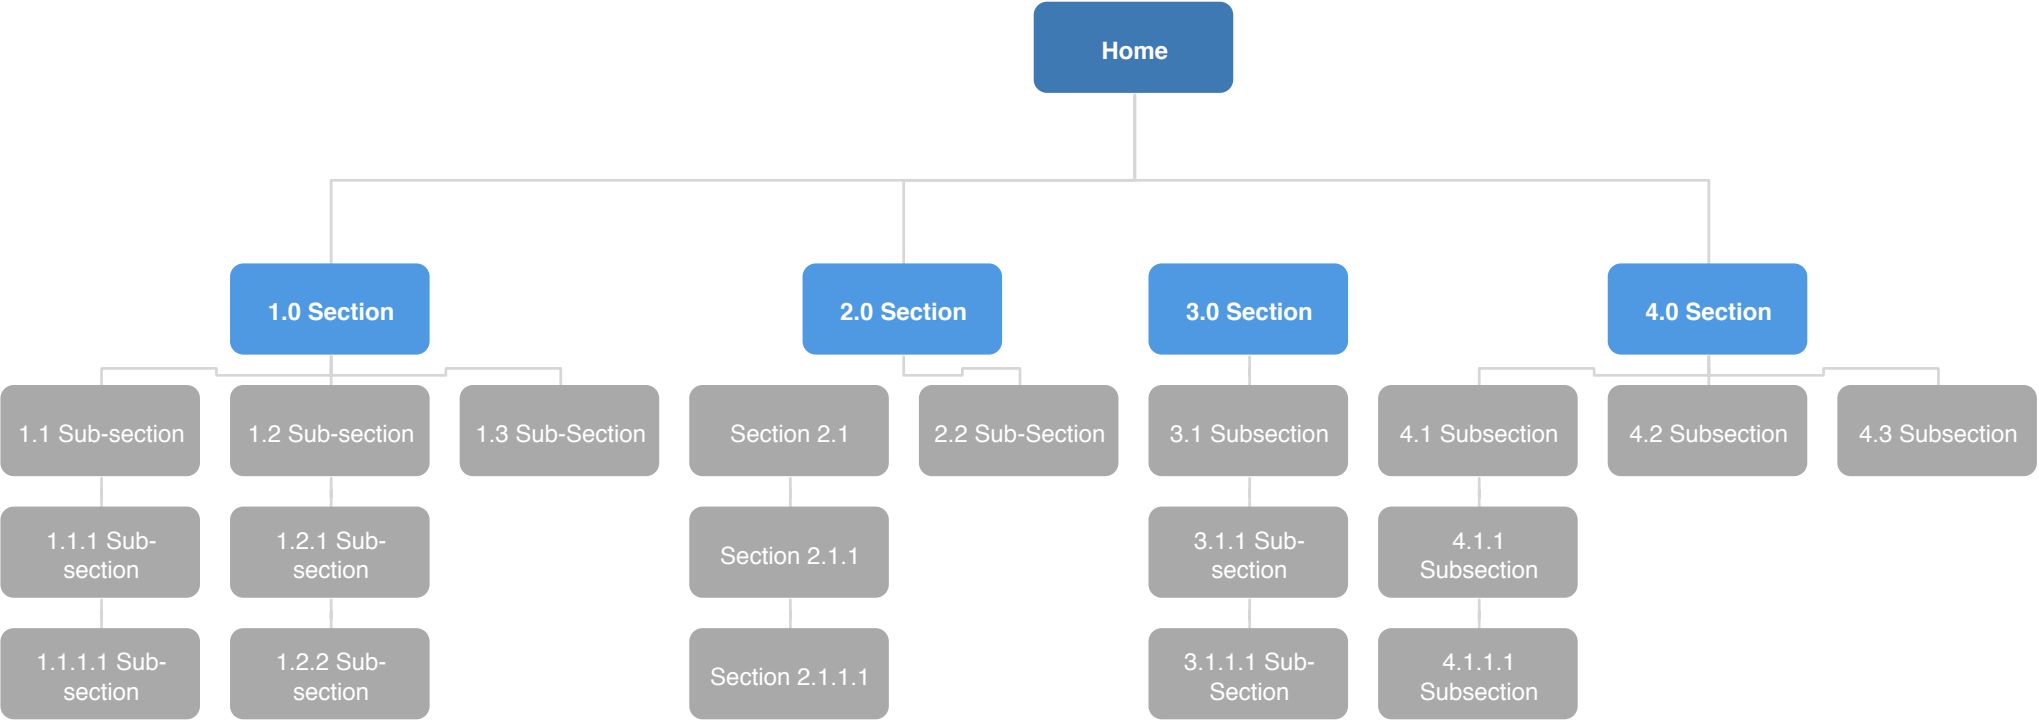 Home
1.0 Section
2.0 Section
3.0 Section
4.0 Section
1.1 Sub-section
1.2 Sub-section
1.3 Sub-Section
Section 2.1
2.2 Sub-Section
3.1 Subsection
4.1 Subsection
4.2 Subsection
4.3 Subsection
1.1.1 Sub-
section
1.2.1 Sub-
section
Section 2.1.1
3.1.1 Sub-
section
4.1.1
Subsection
1.1.1.1 Sub-
section
1.2.2 Sub-
section
Section 2.1.1.1
3.1.1.1 Sub-
Section
4.1.1.1
Subsection